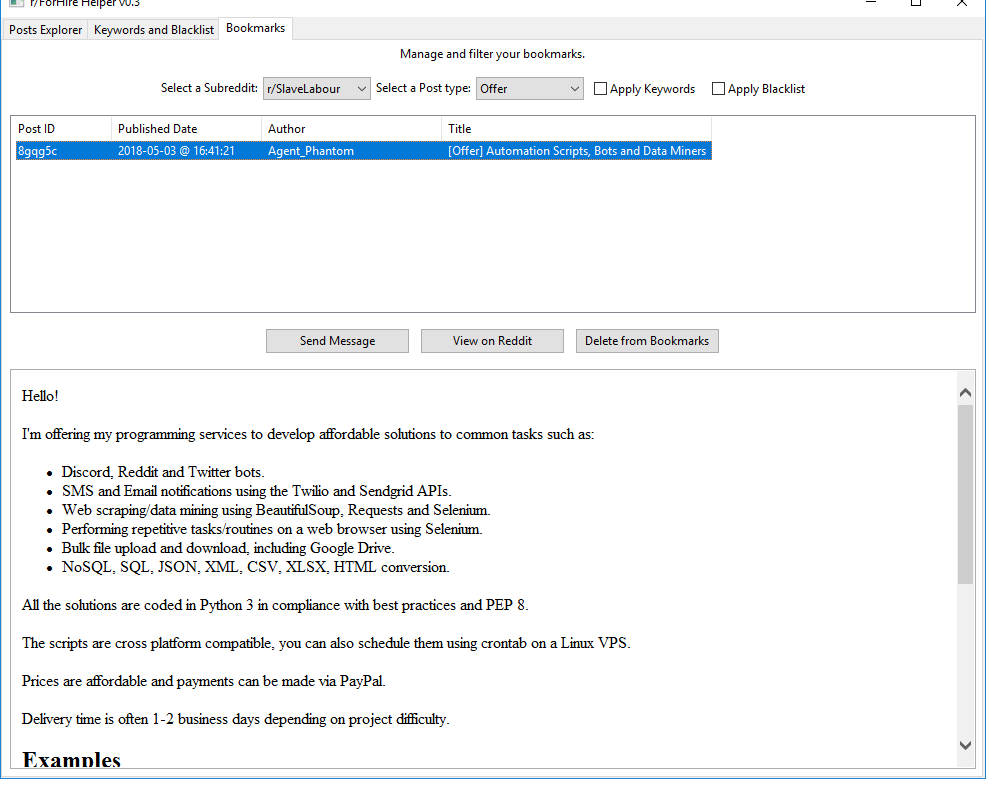 r/ForHire Helper v0.3
Posts Explorer Keywords and Blacklist Bookmarks
Manage and filter your bookmarks.
Select a Subreddit: r/SlaveLabour Select a Post type: Offer Apply Keywords Apply Blacklist
Post ID Published Date Author Title
8gqg5c 2018-05-03 @ 16:41:21 Agent_Phantom [Offer] Automation Scripts, Bots and Data Miners
Send Message View on Reddit Delete from Bookmarks
Hello!
I'm offering my programming services to develop affordable solutions to common tasks such as:
• Discord, Reddit and Twitter bots.
• SMS and Email notifications using the Twilio and Sendgrid APIs.
• Web scraping/data mining using BeautifulSoup, Requests and Selenium.
• Performing repetitive tasks/routines on a web browser using Selenium.
• Bulk file upload and download, including Google Drive.
• NoSQL, SQL, JSON, XML, CSV, XLSX, HTML conversion.
All the solutions are coded in Python 3 in compliance with best practices and PEP 8.
The scripts are cross platform compatible, you can also schedule them using crontab on a Linux VPS.
Prices are affordable and payments can be made via PayPal.
Delivery time is often 1-2 business days depending on project difficulty.
Examples